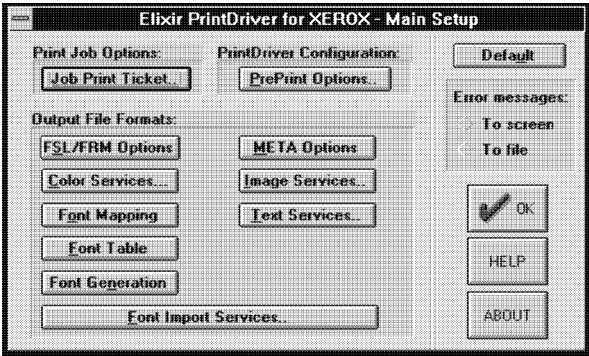 Elixir PrintDriver for XEROX - Main Setup
Print Job Options:
Job Print Ticket..
PrintDriver Configuration:
PrePrint Options..
Default
Error messages:
To screen
To file
Output File Formats:
FSL/FRM Options
META Options
Color Services...
Image Services..
Font Mapping
Text Services..
Font Table
Font Generation
Font Import Services..
OK
HELP
ABOUT